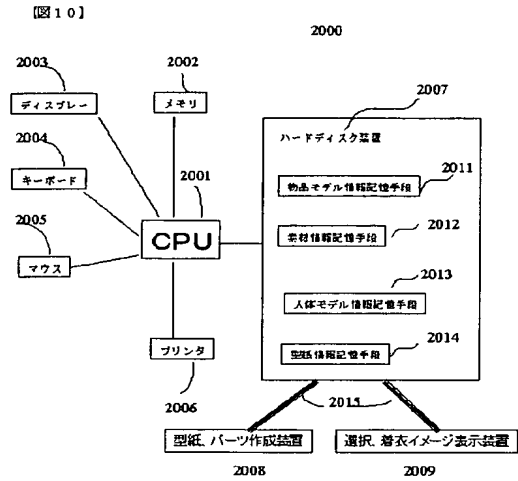 【図10】
2000
2003
2002
ディスプレー
メモリ
2007
ハードディスク装置
2004
キーボード
2001
物品モデル情報記憶手段
2011
2005
CPU
素材情報記憶手段
2012
マウス
2013
人体モデル情報記憶手段
プリンタ
型紙情報記憶手段
2014
2006
2015
型紙、パーツ作成装置
選択、着衣イメージ表示装置
2008
2009